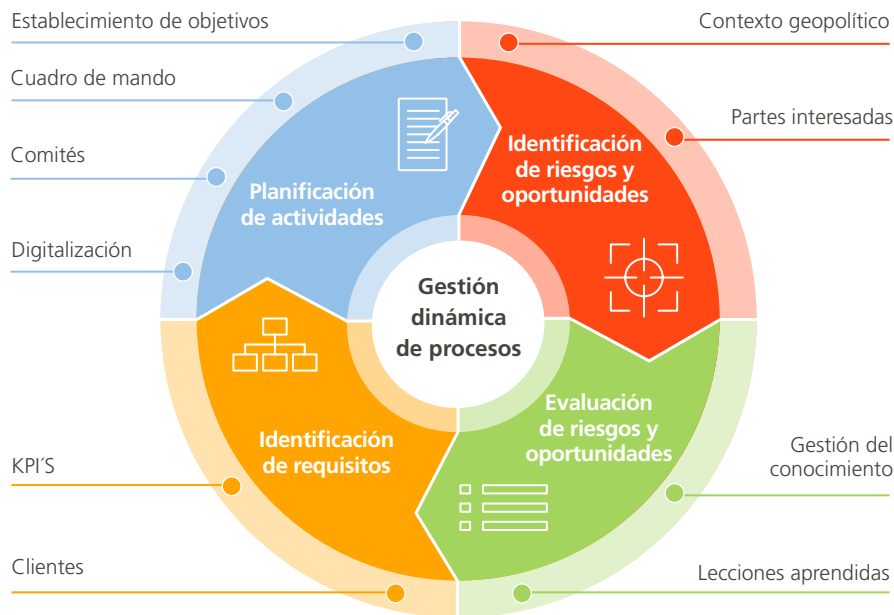 Establecimiento de objetivos
Cuadro de mando
Comités
Digitalización
KPI´S
Clientes
Planificación
de actividades
Identificación
de riesgos y
oportunidades
Gestión
dinámica
de procesos
Identificación
de requisitos
Evaluación
de riesgos y
oportunidades
Contexto geopolítico
Partes interesadas
Gestión del
conocimiento
Lecciones aprendidas